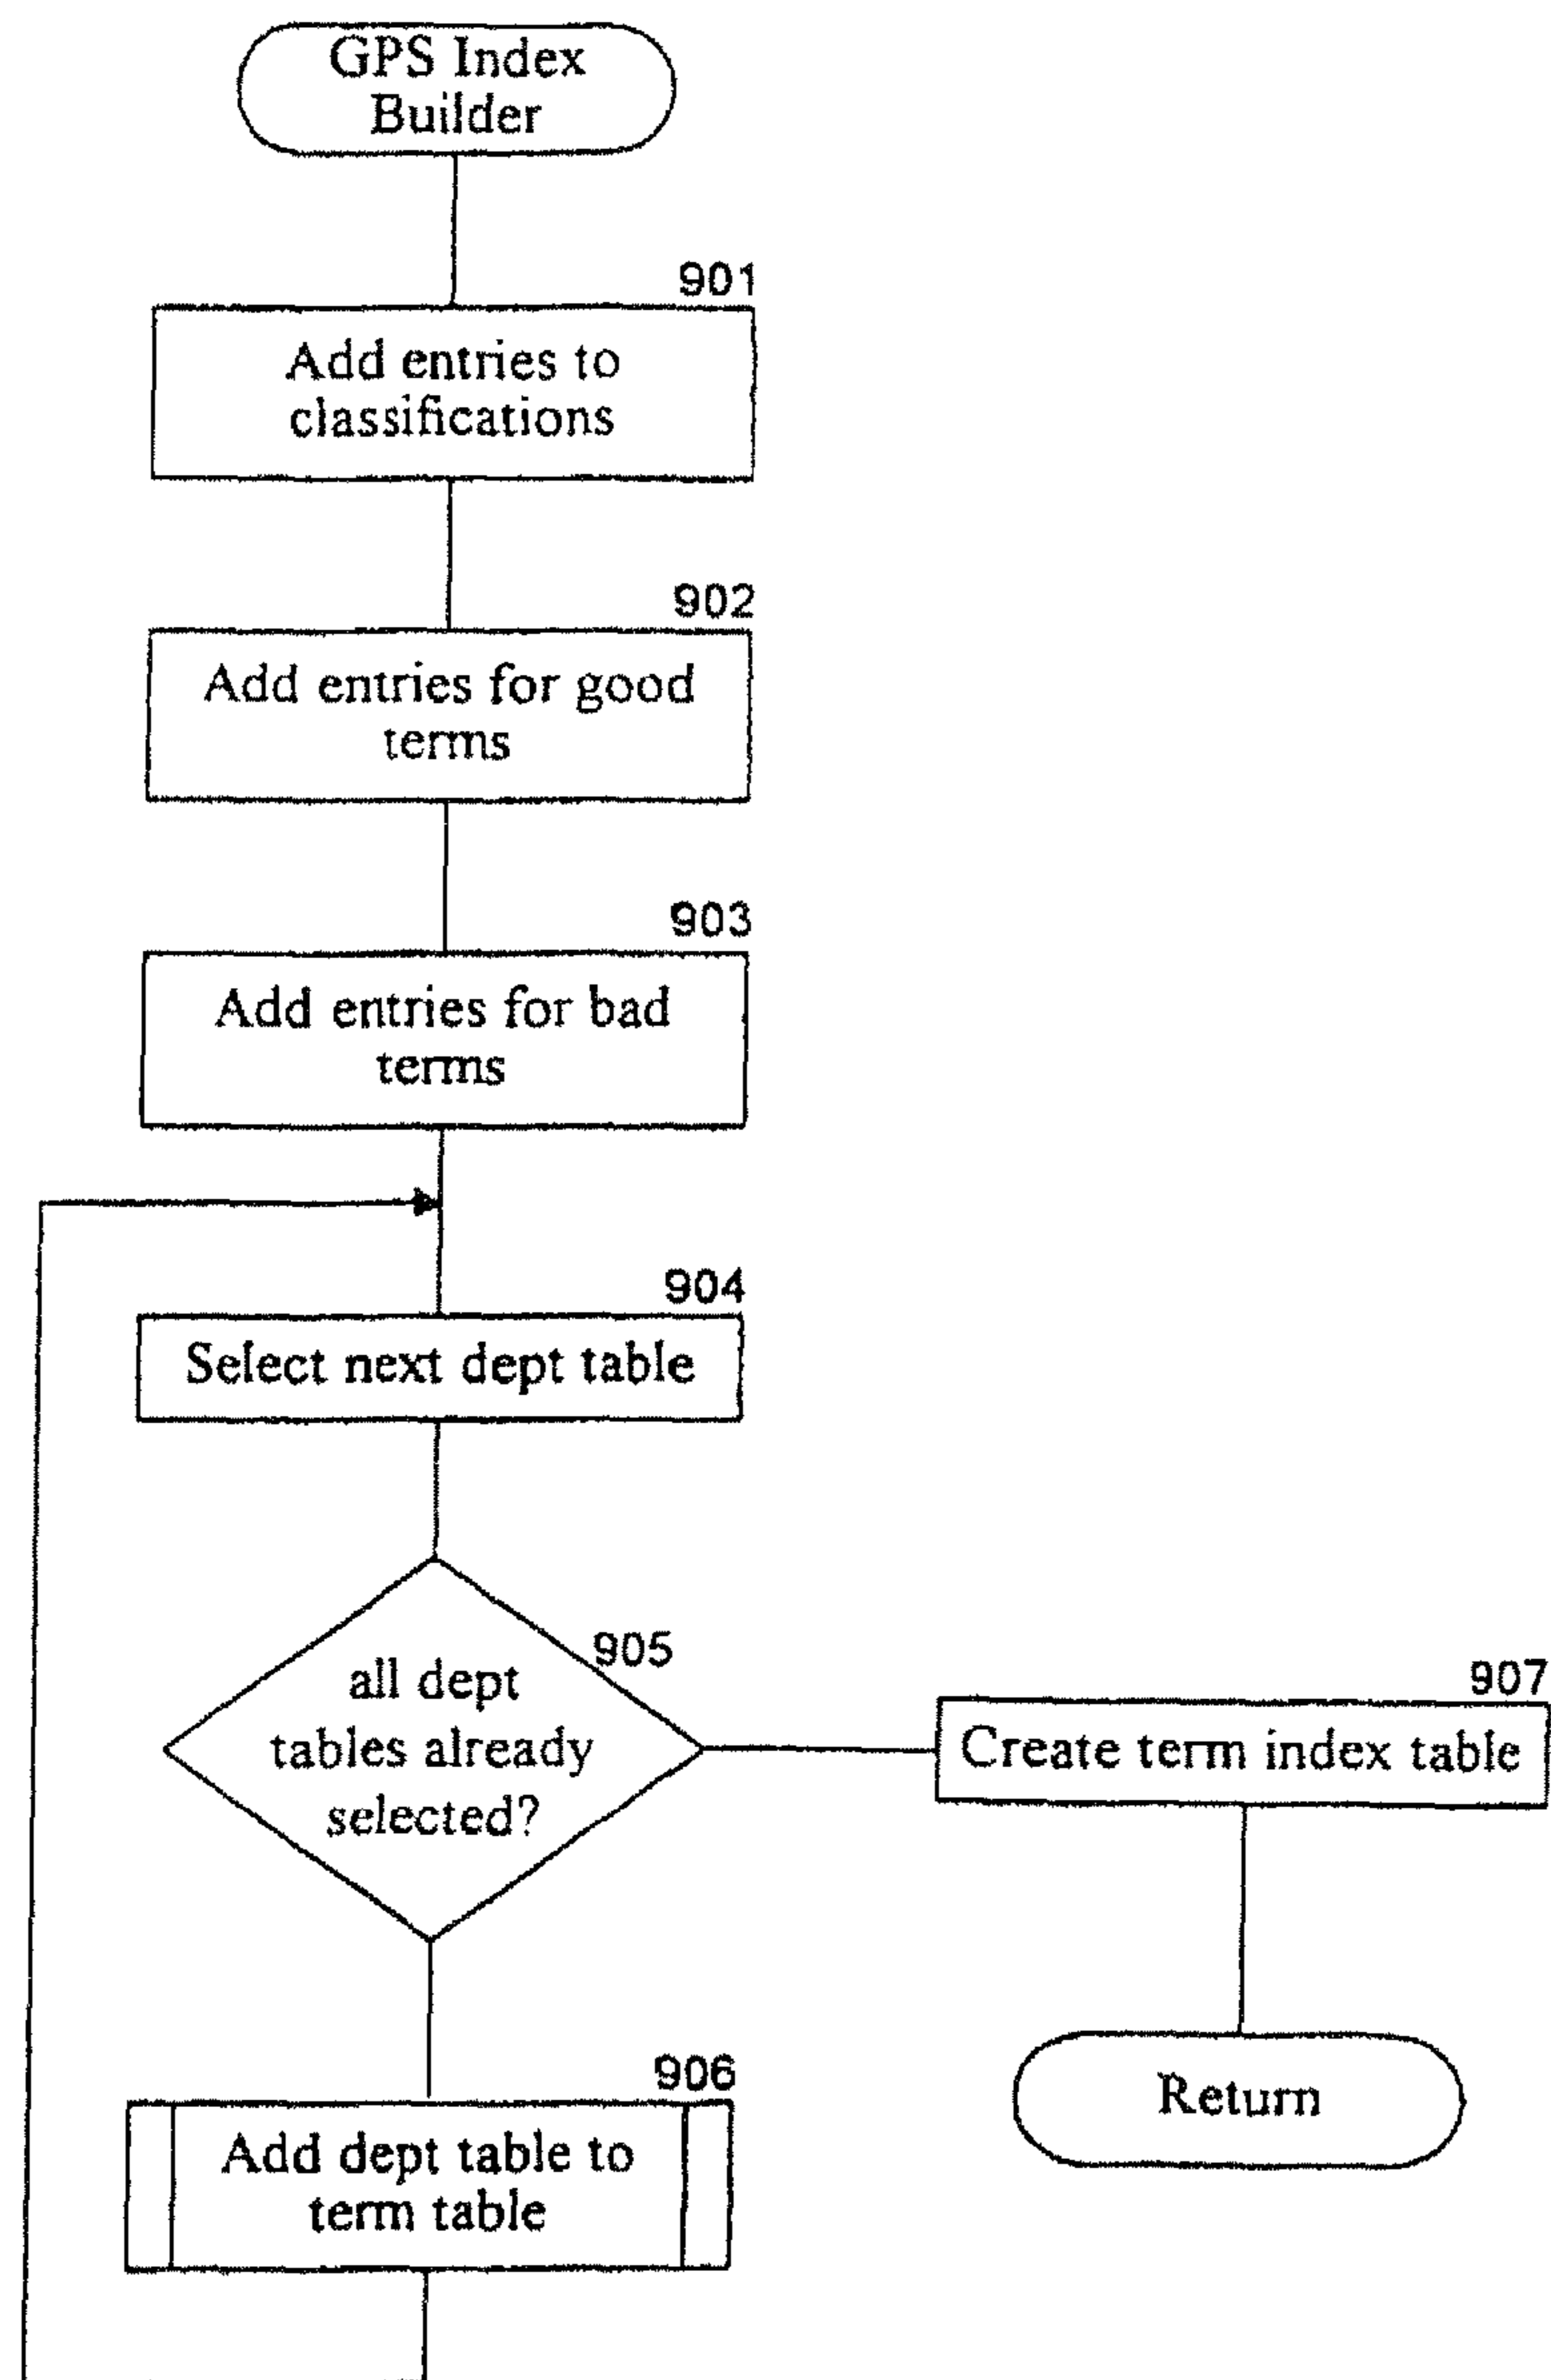 GPS Index
Builder
901
Add entries to
classifications
902
Add entries for good
terms
903
Add entries for bad
terms
904
Select next dept table
905
all dept
tables already
selected?
907
Create term index table
906
Add dept table to
term table
Return